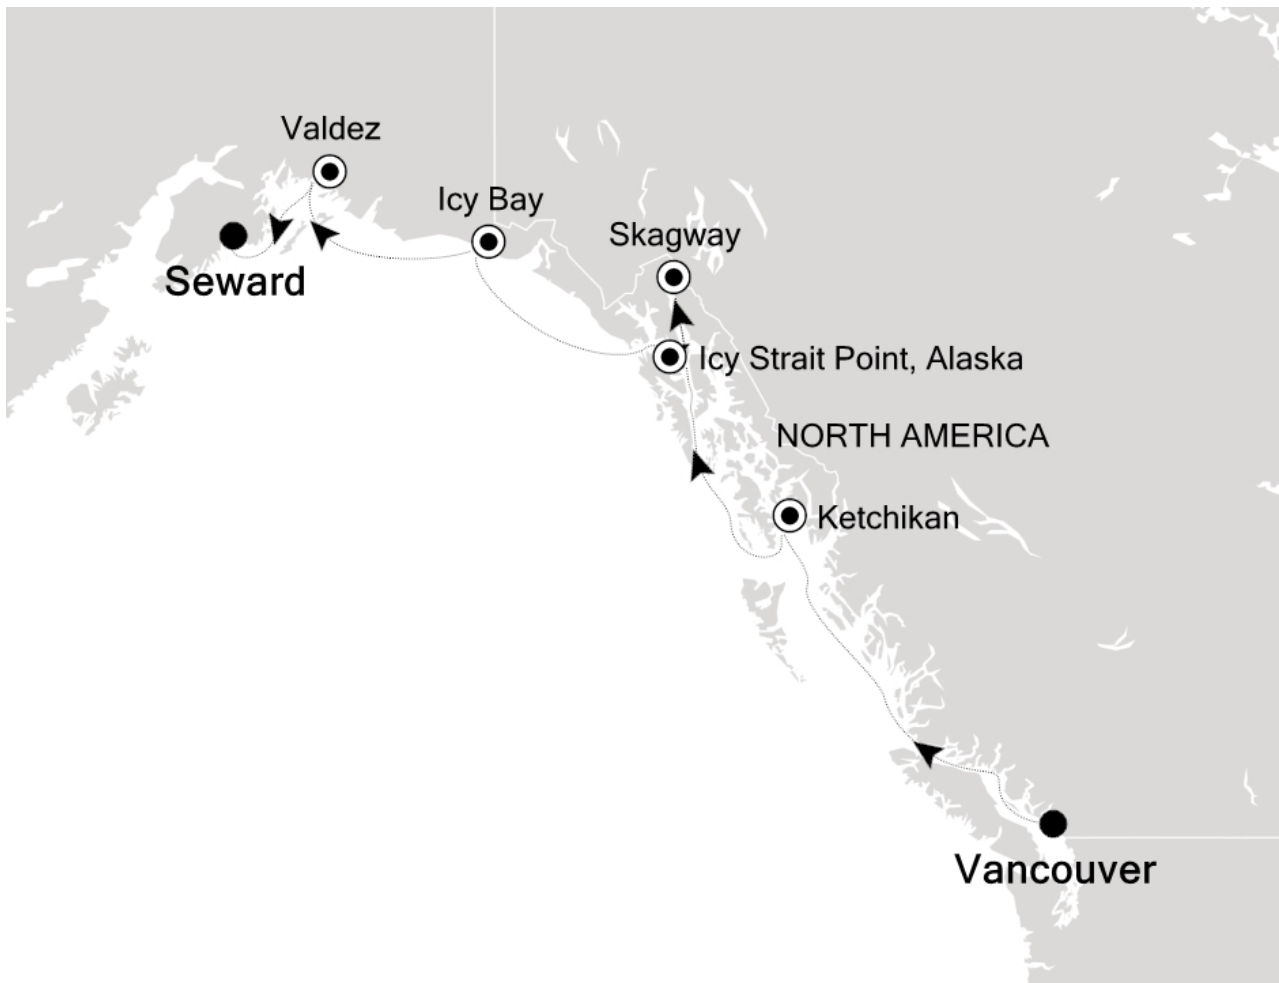 Valdez
Icy Bay
Skagway
Seward
Icy Strait Point, Alaska
NORTH AMERICA
Ketchikan
Vancouver